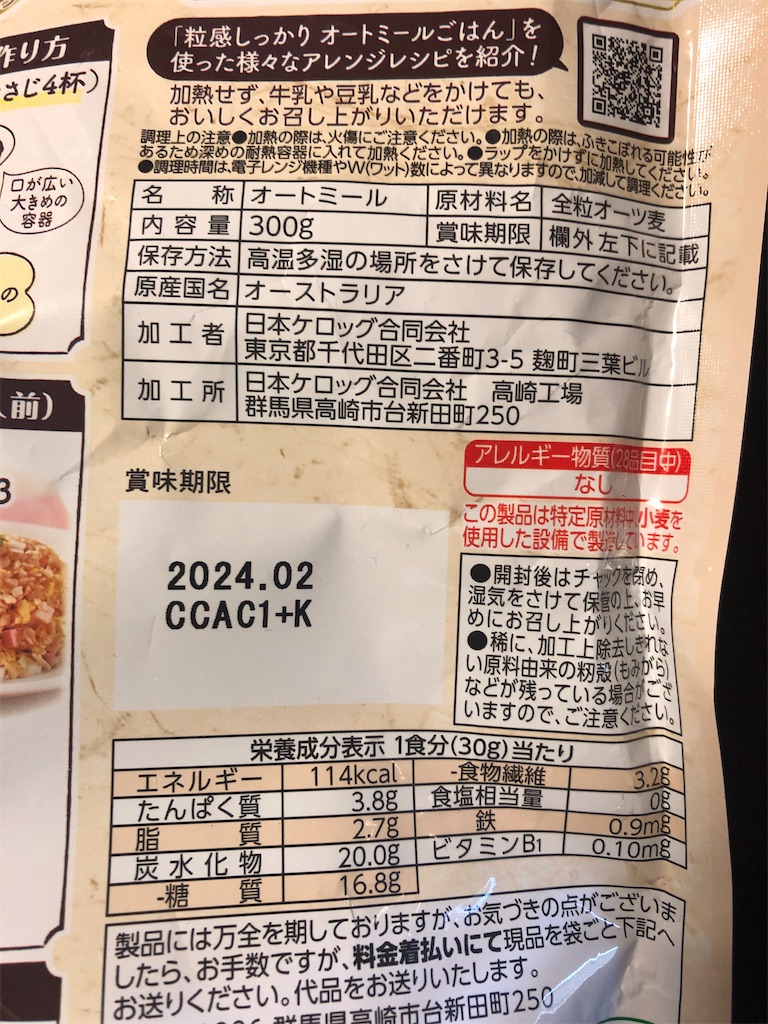 作り方
さじ4杯)
口が広い
大きめの
容器
の
人前)
3
「粒感しっかり オートミールごはん」を
使った様々なアレンジレシピを紹介!
加熱せず、牛乳や豆乳などをかけても、
おいしくお召し上がりいただけます。
調理上の注意●加熱の際は、火傷にご注意ください。●加熱の際は、ふきこぼれる可能性が
あるため深めの耐熱容器に入れて加熱ください。●ラップをかけずに加熱してください。
●調理時間は、電子レンジ機種やW(ワット)数によって異なりますので、加減して調理ください。
名称 オートミール 原材料名 全粒オーツ麦
内容量 300g 賞味期限 欄外左下に記載
保存方法 高温多湿の場所をさけて保存してください。
原産国名 オーストラリア
加工者 日本ケロッグ合同会社
東京都千代田区二番町3-5 麹町三葉ビル
加工所 日本ケロッグ合同会社 高崎工場
群馬県高崎市台新田町250
賞味期限
2024.02
CCAC1+K
アレルギー物質(28品目中)
なし
この製品は特定原材料中、小麦を
使用した設備で製造しています。
●開封後はチャックを閉め、
湿気をさけて保管の上、お早
めにお召し上がりください。
●稀に、加工上除去しきれな
い原料由来の籾殻(もみがら)
などが残っている場合がござ
いますので、ご注意ください。
栄養成分表示 1食分(30g)当たり
エネルギー 114kcal -食物繊維 3.2g
たんぱく質 3.8g 食塩相当量 0g
脂質 2.7g 鉄 0.9mg
炭水化物 20.0g ビタミンB1 0.10mg
-糖質 16.8g
製品には万全を期しておりますが、お気づきの点がございま
したら、お手数ですが、料金着払いにて現品を袋ごと下記へ
お送りください。代品をお送りいたします。
群馬県高崎市台新田町250